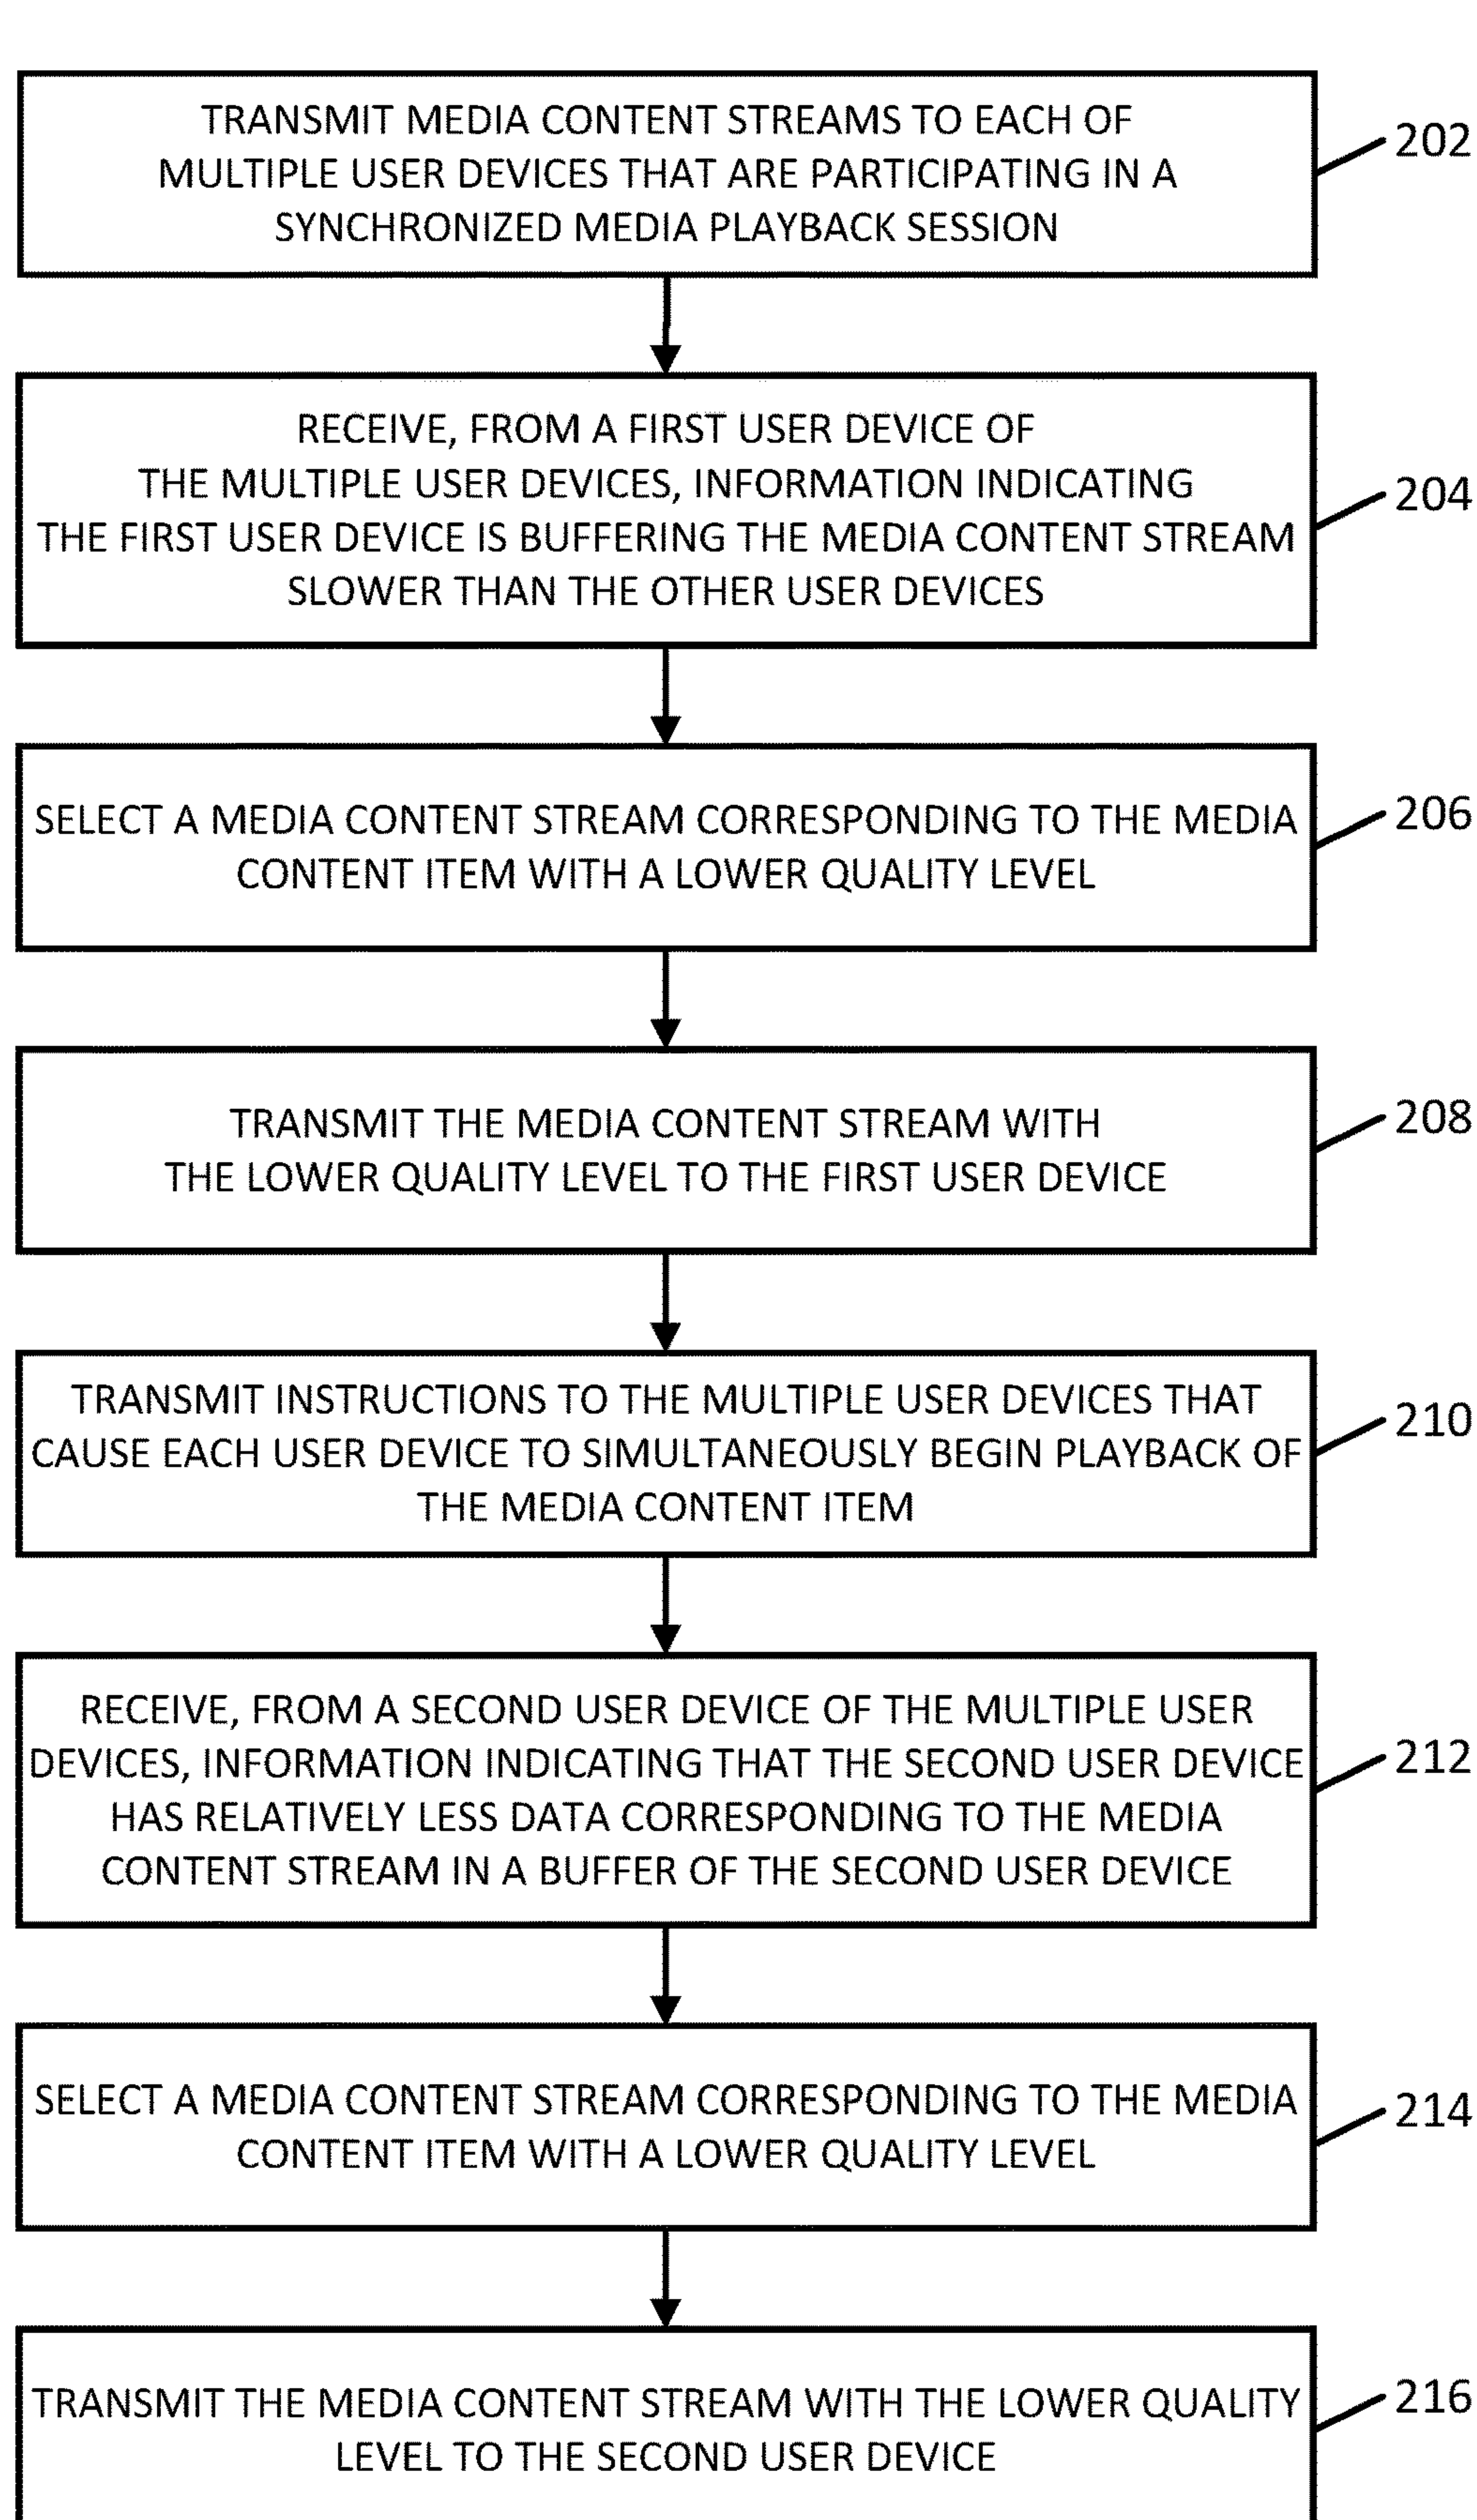 TRANSMIT MEDIA CONTENT STREAMS TO EACH OF
MULTIPLE USER DEVICES THAT ARE PARTICIPATING IN A
SYNCHRONIZED MEDIA PLAYBACK SESSION
202
RECEIVE, FROM A FIRST USER DEVICE OF
THE MULTIPLE USER DEVICES, INFORMATION INDICATING
THE FIRST USER DEVICE IS BUFFERING THE MEDIA CONTENT STREAM
SLOWER THAN THE OTHER USER DEVICES
204
SELECT A MEDIA CONTENT STREAM CORRESPONDING TO THE MEDIA
CONTENT ITEM WITH A LOWER QUALITY LEVEL
206
TRANSMIT THE MEDIA CONTENT STREAM WITH
THE LOWER QUALITY LEVEL TO THE FIRST USER DEVICE
208
TRANSMIT INSTRUCTIONS TO THE MULTIPLE USER DEVICES THAT
CAUSE EACH USER DEVICE TO SIMULTANEOUSLY BEGIN PLAYBACK OF
THE MEDIA CONTENT ITEM
210
RECEIVE, FROM A SECOND USER DEVICE OF THE MULTIPLE USER
DEVICES, INFORMATION INDICATING THAT THE SECOND USER DEVICE
HAS RELATIVELY LESS DATA CORRESPONDING TO THE MEDIA
CONTENT STREAM IN A BUFFER OF THE SECOND USER DEVICE
212
SELECT A MEDIA CONTENT STREAM CORRESPONDING TO THE MEDIA
CONTENT ITEM WITH A LOWER QUALITY LEVEL
214
TRANSMIT THE MEDIA CONTENT STREAM WITH THE LOWER QUALITY
LEVEL TO THE SECOND USER DEVICE
216